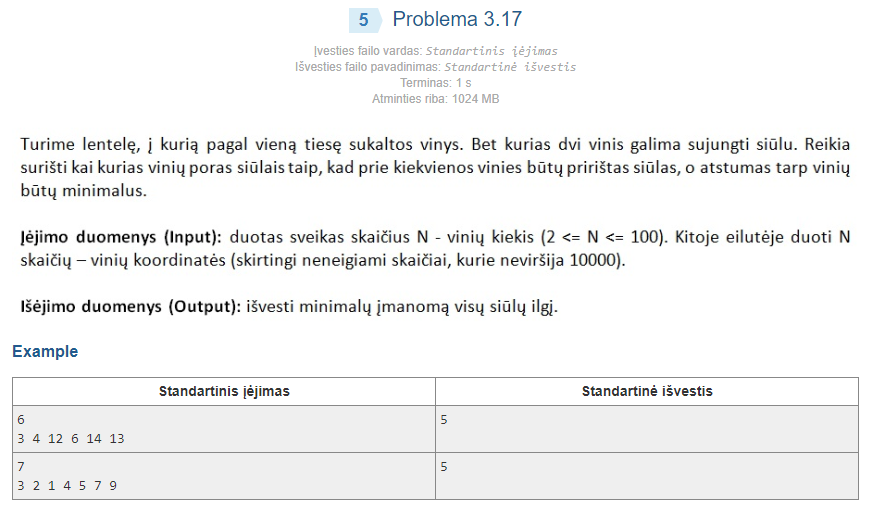 5 Problema 3.17
Įvesties failo vardas: Standartinis įėjimas
Išvesties failo pavadinimas: Standartinė išvestis
Terminas: 1 s
Atminties riba: 1024 MB
Turime lentelę, į kurią pagal vieną tiesę sukaltos vinys. Bet kurias dvi vinis galima sujungti siūlu. Reikia
surišti kai kurias vinių poras siūlais taip, kad prie kiekvienos vinies būtų pririštas siūlas, o atstumas tarp vinių
būtų minimalus.
Įėjimo duomenys (Input): duotas sveikas skaičius N - vinių kiekis (2 <= N <= 100). Kitoje eilutėje duoti N
skaičių – vinių koordinatės (skirtingi neneigiami skaičiai, kurie neviršija 10000).
Išėjimo duomenys (Output): išvesti minimalų įmanomą visų siūlų ilgį.
Example
Standartinis įėjimas Standartinė išvestis
6 5
3 4 12 6 14 13
7 5
3 2 1 4 5 7 9